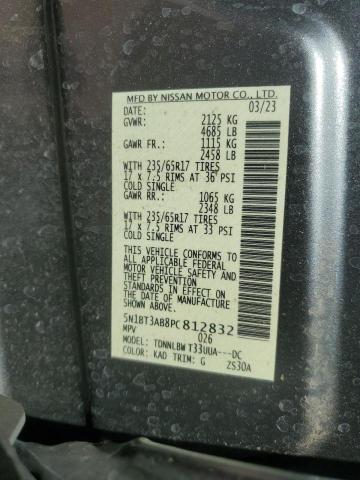 MFD BY NISSAN MOTOR CO., LTD.
DATE: 03/23
GVWR: 2125 KG
4685 LB
GAWR FR.: 1115 KG
2458 LB
WITH 235/65R17 TIRES
17 x 7.5 RIMS AT 36 PSI
COLD SINGLE
GAWR RR.: 1065 KG
2348 LB
WITH 235/65R17 TIRES
17 x 7.5 RIMS AT 33 PSI
COLD SINGLE
THIS VEHICLE CONFORMS TO
ALL APPLICABLE FEDERAL
MOTOR VEHICLE SAFETY AND
THEFT PREVENTION
STANDARDS IN EFFECT ON
THE DATE OF MANUFACTURE
SHOWN ABOVE.
5N1BT3AB8PC812832
MPV 026
MODEL: TDNNLBW T33UUA---DC
COLOR: KAD TRIM: G ZS30A